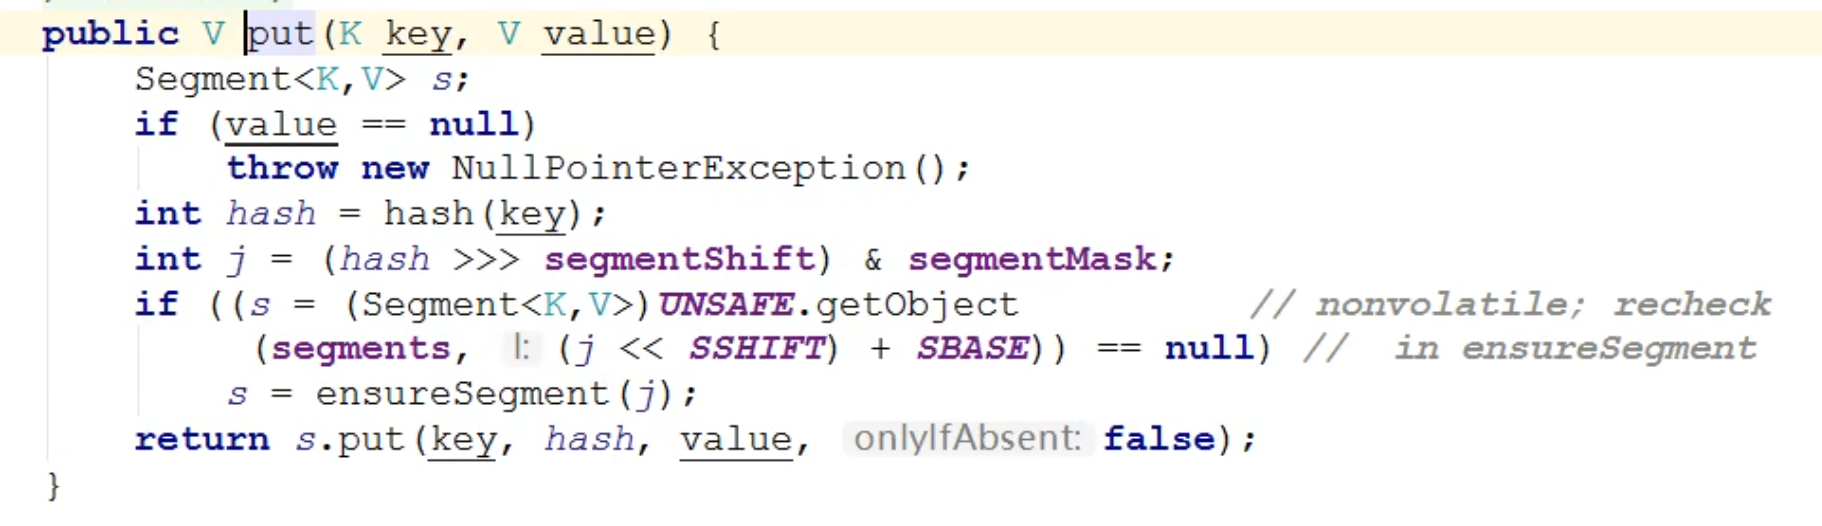 public V put(K key, V value) {
Segment<K,V> s;
if (value == null)
throw new NullPointerException();
int hash = hash(key);
int j = (hash >>> segmentShift) & segmentMask;
if ((s = (Segment<K,V>)UNSAFE.getObject // nonvolatile; recheck
(segments, l: (j << SSHIFT) + SBASE)) == null) // in ensureSegment
s = ensureSegment(j);
return s.put(key, hash, value, onlyIfAbsent: false);
}